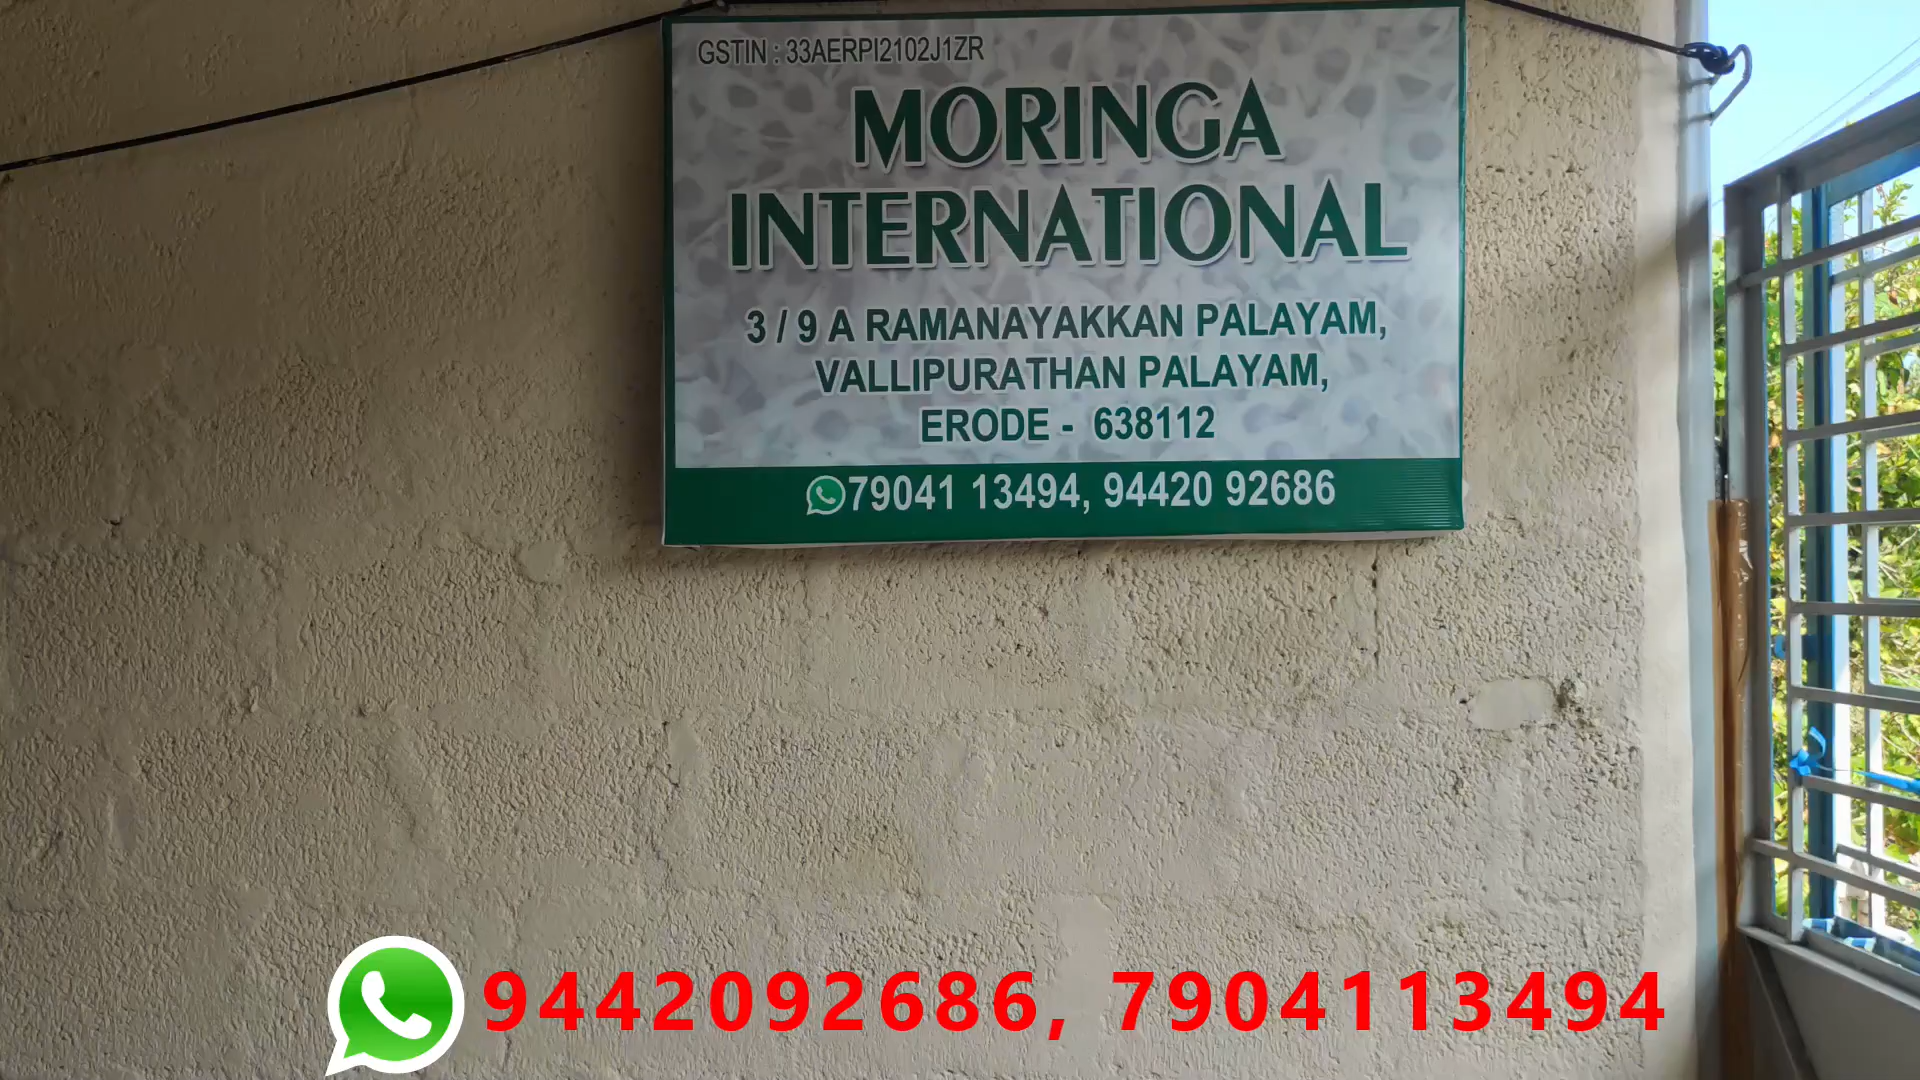 GSTIN : 33AERPI2102J1ZR
MORINGA
INTERNATIONAL
3 / 9 A RAMANAYAKKAN PALAYAM,
VALLIPURATHAN PALAYAM,
ERODE - 638112
79041 13494, 94420 92686
9442092686, 7904113494